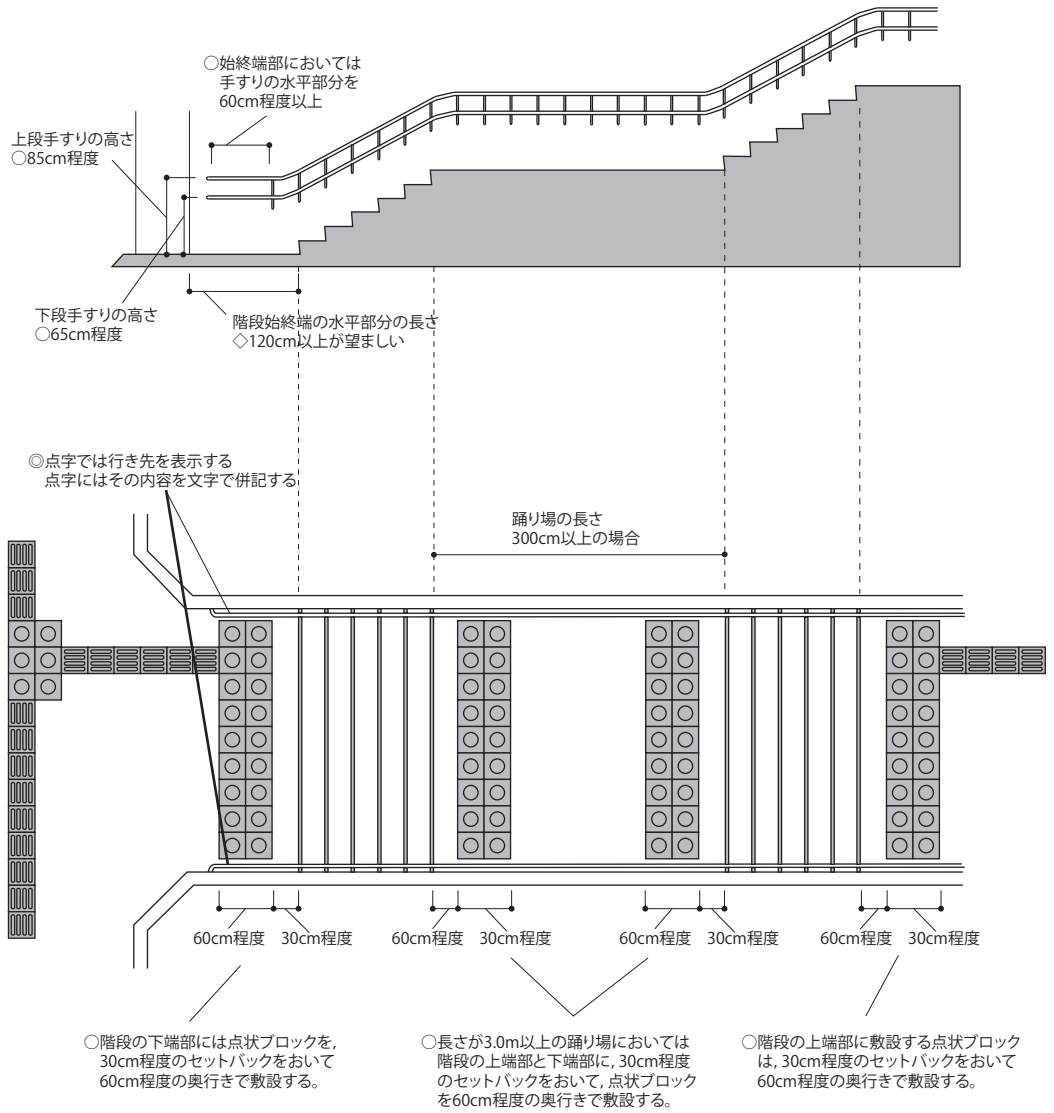 ○始終端部においては
手すりの水平部分を
60cm程度以上
上段手すりの高さ
○85cm程度
下段手すりの高さ
○65cm程度
階段始終端の水平部分の長さ
◇120cm以上が望ましい
◎点字では行き先を表示する
点字にはその内容を文字で併記する
踊り場の長さ
300cm以上の場合
60cm程度 30cm程度 60cm程度 30cm程度 60cm程度 30cm程度 60cm程度 30cm程度
○階段の下端部には点状ブロックを,
30cm程度のセットバックをおいて
60cm程度の奥行きで敷設する。
○長さが3.0m以上の踊り場においては
階段の上端部と下端部に, 30cm程度
のセットバックをおいて, 点状ブロック
を60cm程度の奥行きで敷設する。
○階段の上端部に敷設する点状ブロック
は, 30cm程度のセットバックをおいて
60cm程度の奥行きで敷設する。